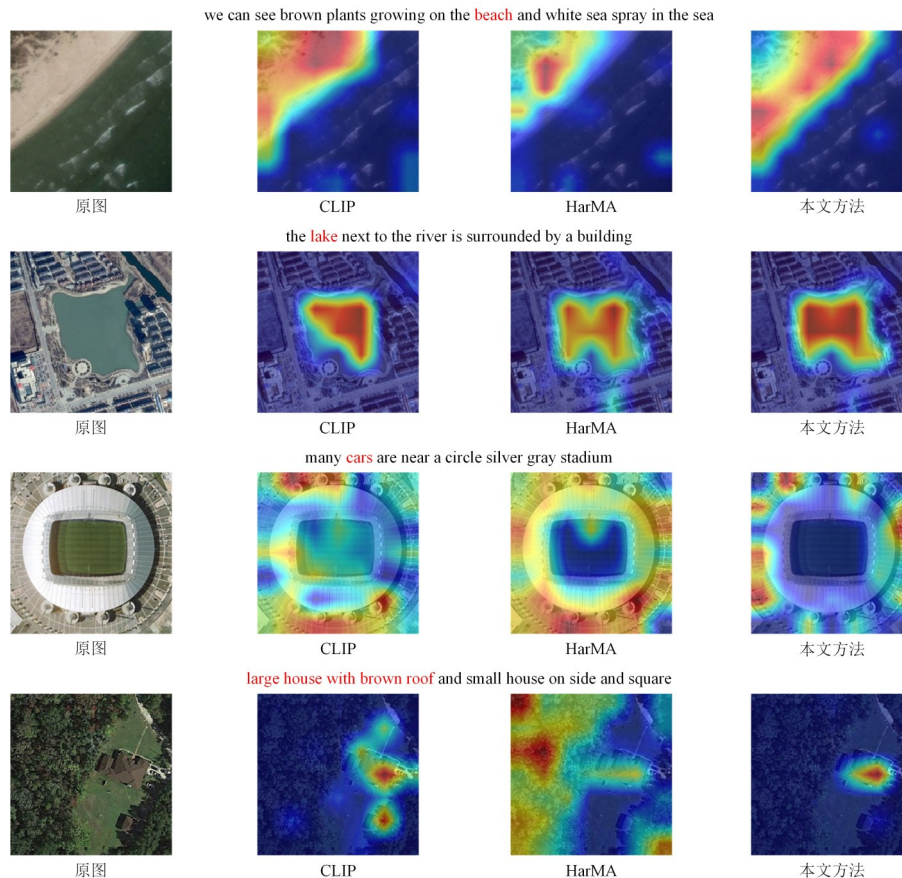 we can see brown plants growing on the beach and white sea spray in the sea
原图 CLIP HarMA 本文方法
the lake next to the river is surrounded by a building
原图 CLIP HarMA 本文方法
many cars are near a circle silver gray stadium
原图 CLIP HarMA 本文方法
large house with brown roof and small house on side and square
原图 CLIP HarMA 本文方法